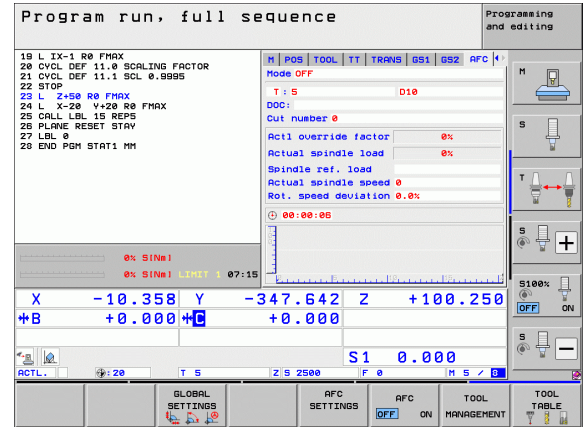 Program run, full sequence
Programming and editing
19 L IX-1 R0 FMAX
20 CYCL DEF 11.0 SCALING FACTOR
21 CYCL DEF 11.1 SCL 0.9995
22 STOP
23 L Z+50 R0 FMAX
24 L X-20 Y+20 R0 FMAX
25 CALL LBL 15 REP5
26 PLANE RESET STAY
27 LBL 0
28 END PGM STAT1 MM
0% S[Nm]
0% S[Nm] LIMIT 1 07:15
M POS TOOL TT TRANS GS1 GS2 AFC
Mode OFF
T : 5 D10
DOC:
Cut number 0
Actl override factor 0%
Actual spindle load 0%
Spindle ref. load
Actual spindle speed 0
Rot. speed deviation 0.0%
00:00:06
X -10.358 Y -347.642 Z +100.250
B +0.000 C +0.000
S1 0.000
ACTL. : 20 T 5 Z S 2500 F 0 M 5 / 8
M
S
T
S
S100%
OFF ON
S
GLOBAL SETTINGS
AFC SETTINGS
AFC OFF ON
TOOL MANAGEMENT
TOOL TABLE